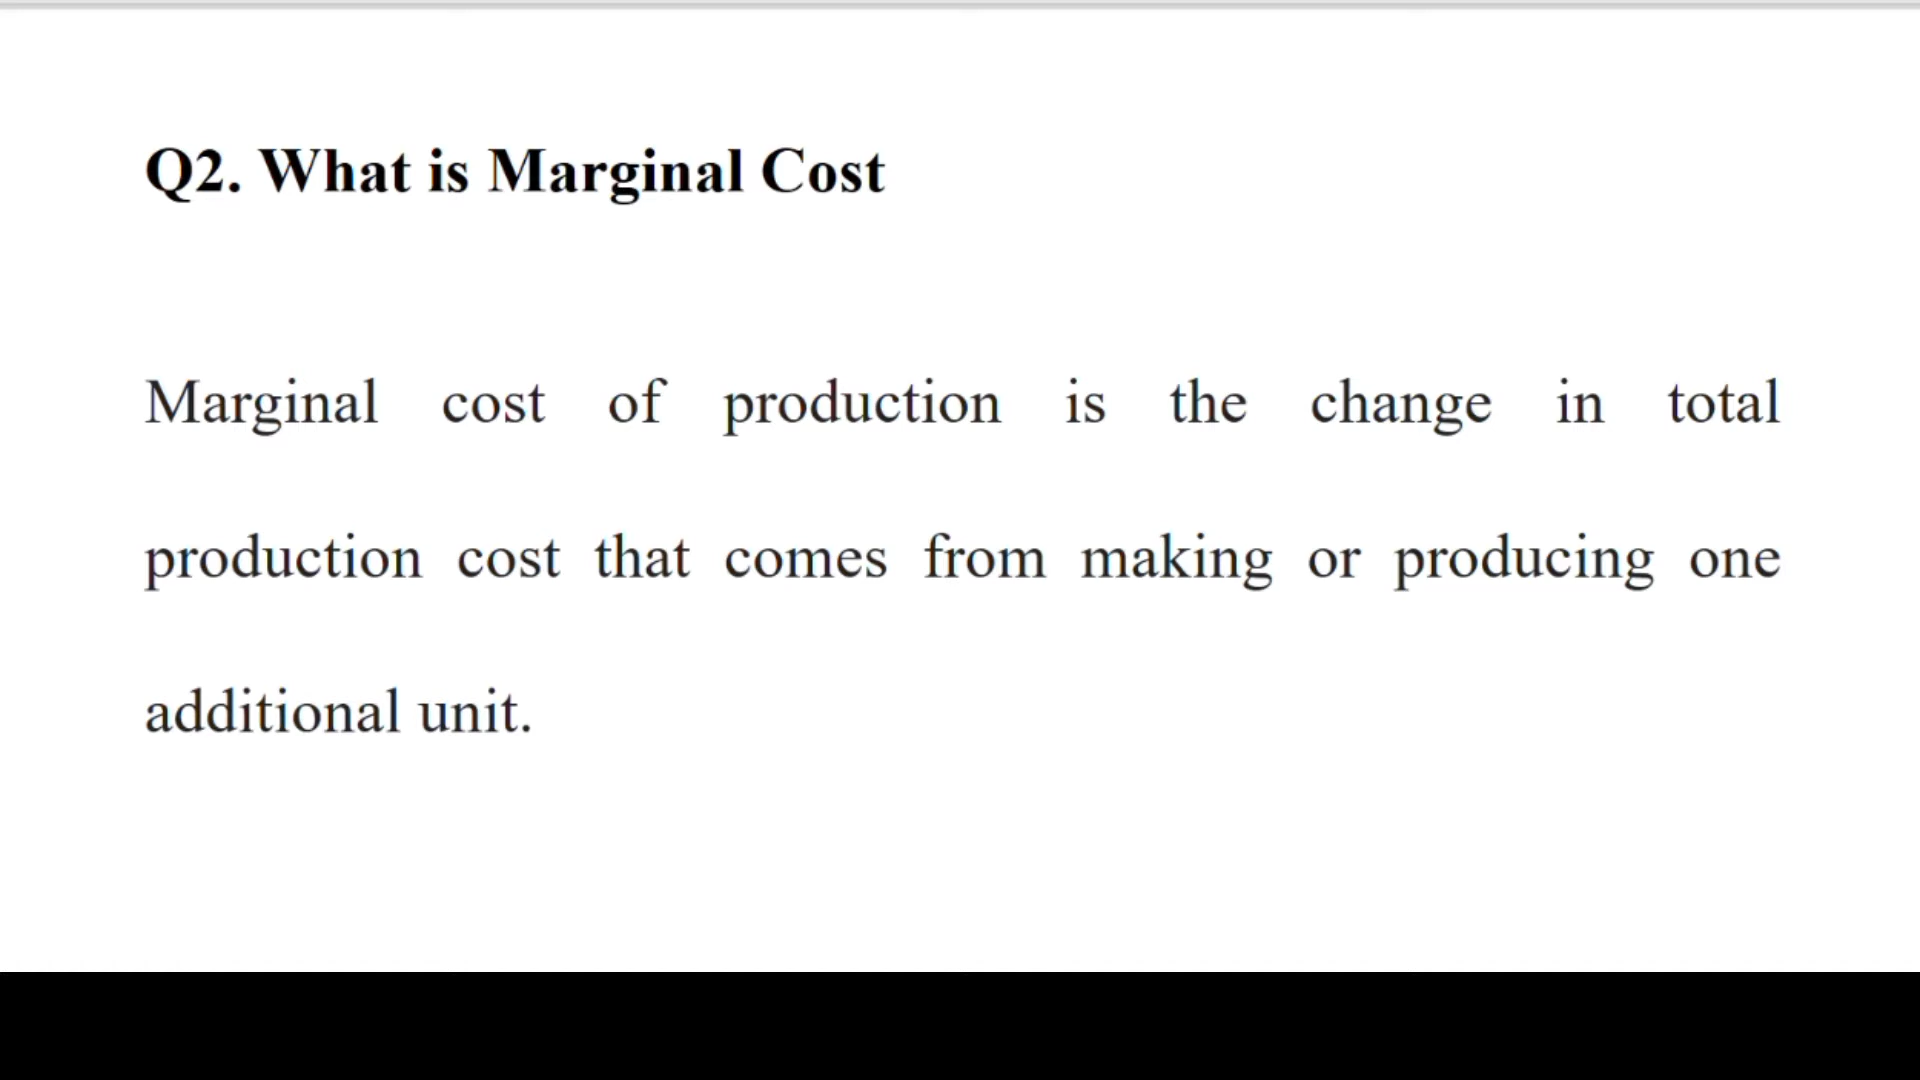 Q2. What is Marginal Cost
Marginal cost of production is the change in total
production cost that comes from making or producing one
additional unit.